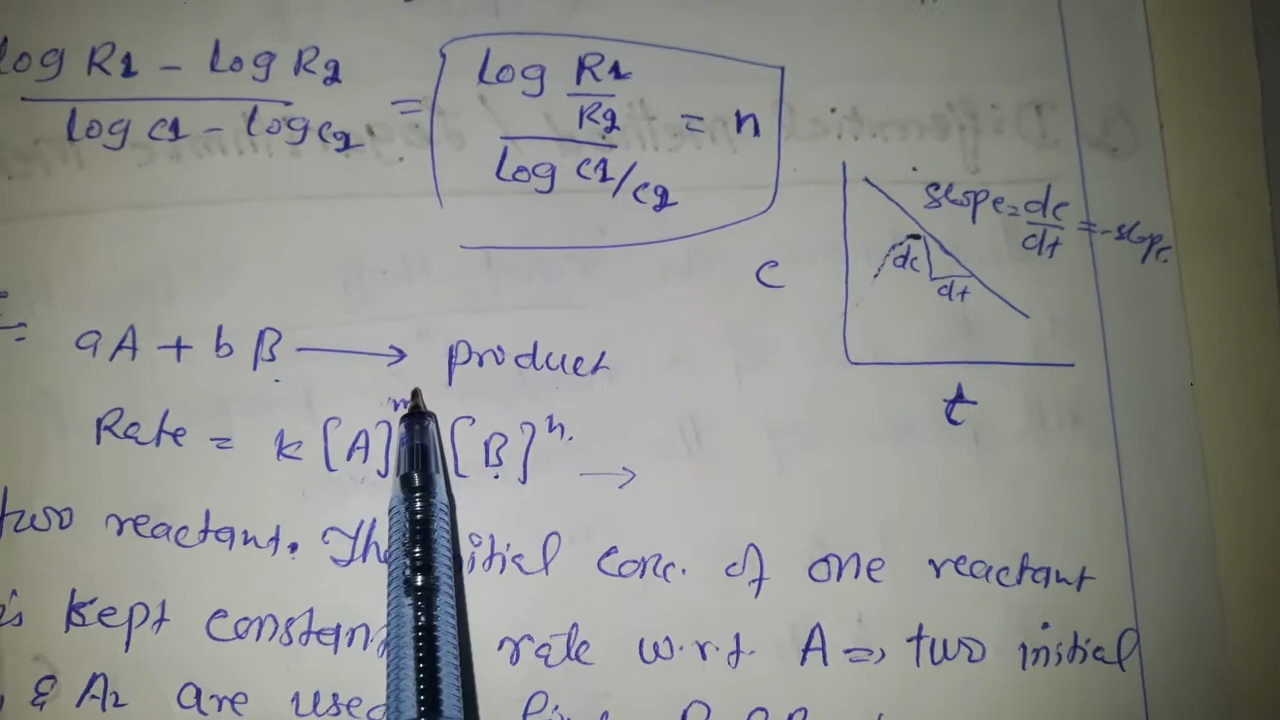 log R1 - log R2 / log C1 - log C2 = log R1/R2 / log C1/C2 = n
slope = dc/dt = -slope
dc
dt
C
t
aA + bB → product
Rate = k [A]^m [B]^n →
two reactant. The initial conc. of one reactant
is kept constant rate w.r.t. A => two initial
& A2 are used